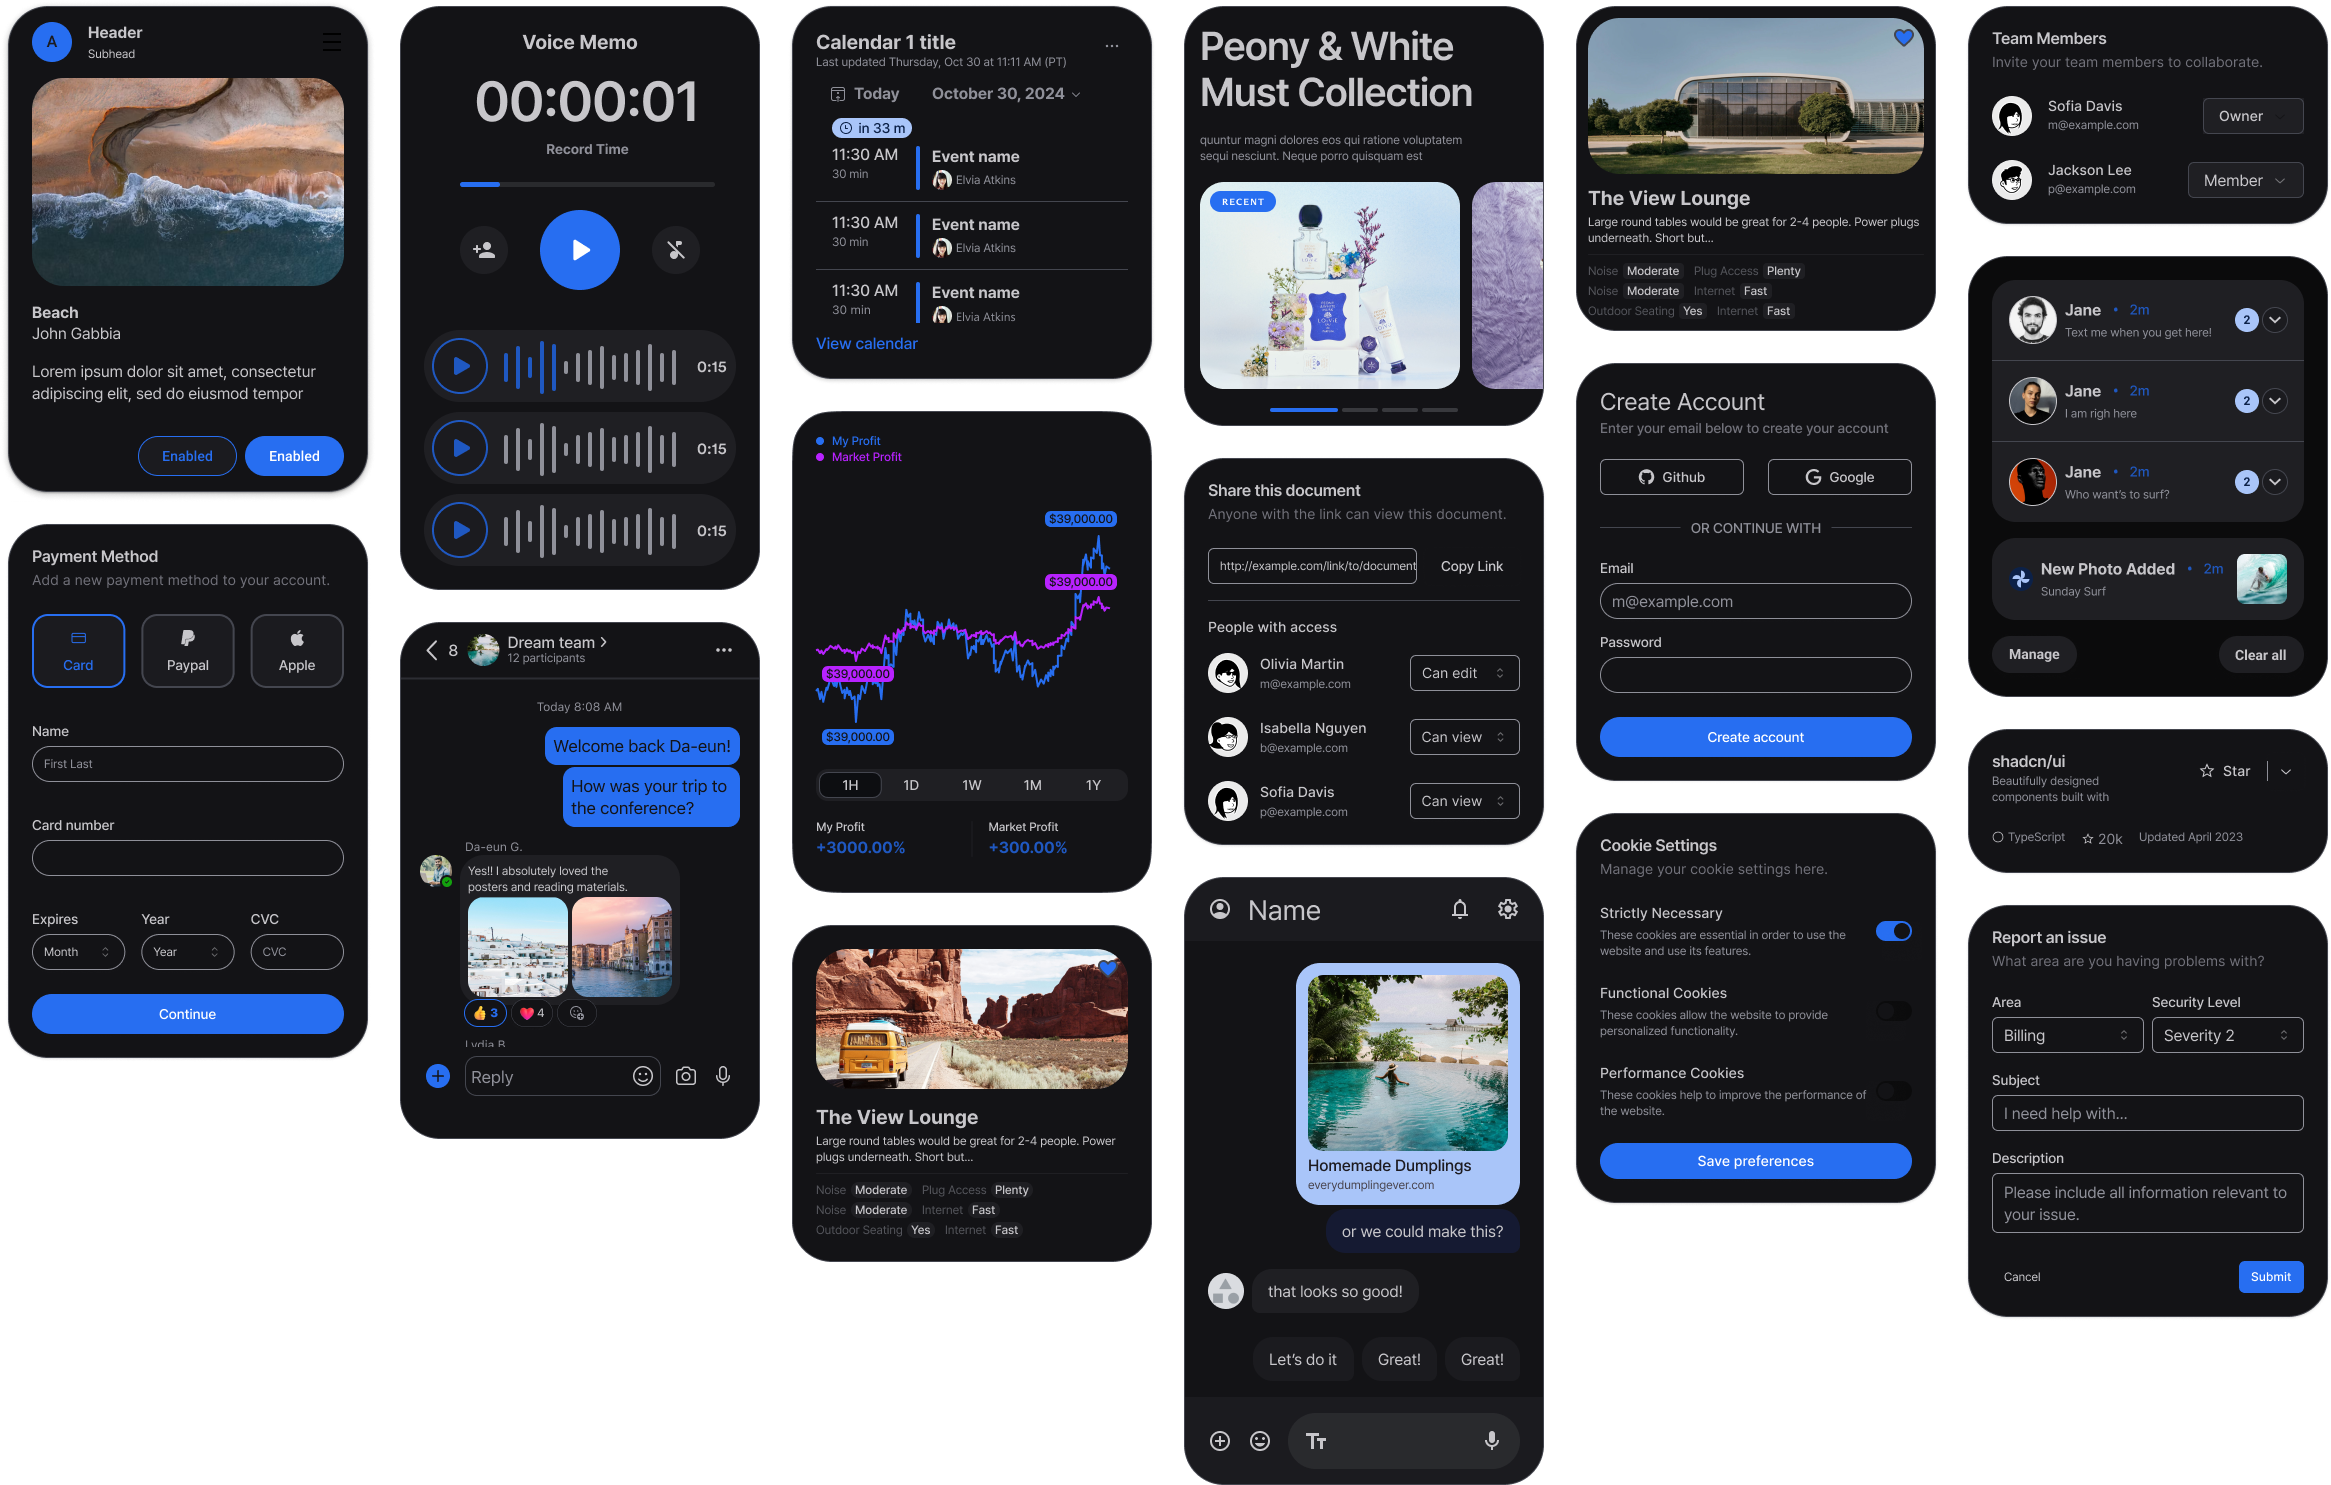 A
Header
Subhead
Beach
John Gabbia
Lorem ipsum dolor sit amet, consectetur
adipiscing elit, sed do eiusmod tempor
Enabled
Enabled
Payment Method
Add a new payment method to your account.
Card
Paypal
Apple
Name
First Last
Card number
Expires
Year
CVC
Month
Year
CVC
Continue
Voice Memo
00:00:01
Record Time
0:15
0:15
0:15
8
Dream team
12 participants
Today 8:08 AM
Welcome back Da-eun!
How was your trip to
the conference?
Da-eun G.
Yes!! I absolutely loved the
posters and reading materials.
3
4
Lydia B
Reply
Calendar 1 title
Last updated Thursday, Oct 30 at 11:11 AM (PT)
Today
October 30, 2024
in 33 m
11:30 AM
30 min
Event name
Elvia Atkins
11:30 AM
30 min
Event name
Elvia Atkins
11:30 AM
30 min
Event name
Elvia Atkins
View calendar
My Profit
Market Profit
$39,000.00
$39,000.00
$39,000.00
$39,000.00
1H
1D
1W
1M
1Y
My Profit
+3000.00%
Market Profit
+300.00%
The View Lounge
Large round tables would be great for 2-4 people. Power
plugs underneath. Short but...
Noise Moderate Plug Access Plenty
Noise Moderate Internet Fast
Outdoor Seating Yes Internet Fast
Peony & White
Must Collection
quuntur magni dolores eos qui ratione voluptatem
sequi nesciunt. Neque porro quisquam est
RECENT
Share this document
Anyone with the link can view this document.
http://example.com/link/to/document
Copy Link
People with access
Olivia Martin
m@example.com
Can edit
Isabella Nguyen
b@example.com
Can view
Sofia Davis
p@example.com
Can view
Name
Homemade Dumplings
everydumplingever.com
or we could make this?
that looks so good!
Let's do it
Great!
Great!
Tт
The View Lounge
Large round tables would be great for 2-4 people. Power plugs
underneath. Short but...
Noise Moderate Plug Access Plenty
Noise Moderate Internet Fast
Outdoor Seating Yes Internet Fast
Create Account
Enter your email below to create your account
Github
Google
OR CONTINUE WITH
Email
m@example.com
Password
Create account
Cookie Settings
Manage your cookie settings here.
Strictly Necessary
These cookies are essential in order to use the
website and use its features.
Functional Cookies
These cookies allow the website to provide
personalized functionality.
Performance Cookies
These cookies help to improve the performance of
the website.
Save preferences
Team Members
Invite your team members to collaborate.
Sofia Davis
m@example.com
Owner
Jackson Lee
p@example.com
Member
Jane • 2m
Text me when you get here!
2
Jane • 2m
I am righ here
2
Jane • 2m
Who want's to surf?
2
New Photo Added • 2m
Sunday Surf
Manage
Clear all
shadcn/ui
Beautifully designed
components built with
Star
TypeScript
20k
Updated April 2023
Report an issue
What area are you having problems with?
Area
Security Level
Billing
Severity 2
Subject
I need help with...
Description
Please include all information relevant to
your issue.
Cancel
Submit